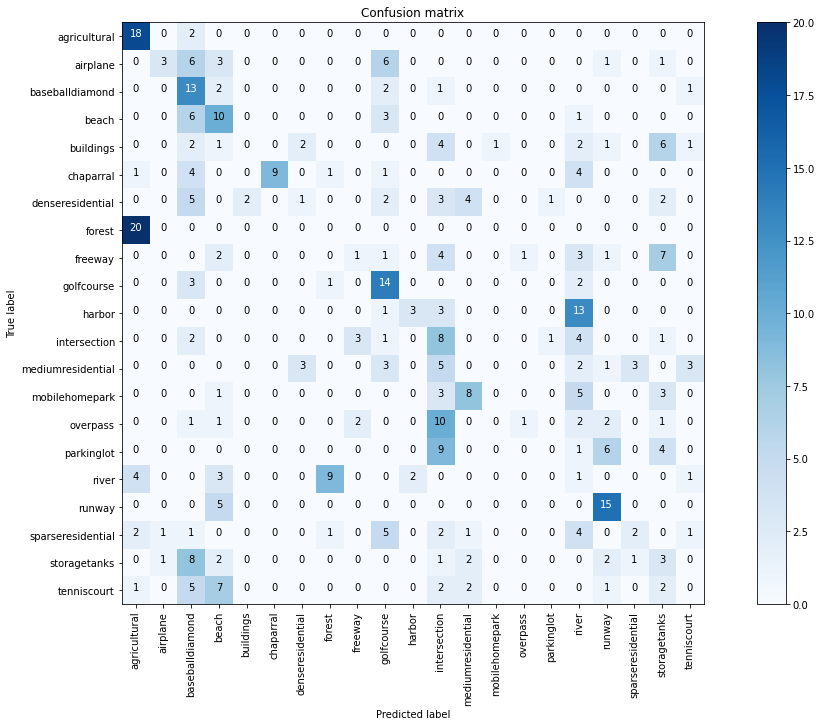 Confusion matrix
agricultural 18 0 2 0 0 0 0 0 0 0 0 0 0 0 0 0 0 0 0 0 0
airplane 0 3 6 3 0 0 0 0 0 6 0 0 0 0 0 0 0 1 0 1 0
baseballdiamond 0 0 13 2 0 0 0 0 0 2 0 1 0 0 0 0 0 0 0 0 1
beach 0 0 6 10 0 0 0 0 0 3 0 0 0 0 0 0 1 0 0 0 0
buildings 0 0 2 1 0 0 2 0 0 0 0 4 0 1 0 0 2 1 0 6 1
chaparral 1 0 4 0 0 9 0 1 0 1 0 0 0 0 0 0 4 0 0 0 0
denseresidential 0 0 5 0 2 0 1 0 0 2 0 3 4 0 0 1 0 0 0 2 0
forest 20 0 0 0 0 0 0 0 0 0 0 0 0 0 0 0 0 0 0 0 0
freeway 0 0 0 2 0 0 0 0 1 1 0 4 0 0 1 0 3 1 0 7 0
golfcourse 0 0 3 0 0 0 0 1 0 14 0 0 0 0 0 0 2 0 0 0 0
harbor 0 0 0 0 0 0 0 0 0 1 3 3 0 0 0 0 13 0 0 0 0
intersection 0 0 2 0 0 0 0 0 3 1 0 8 0 0 0 1 4 0 0 1 0
mediumresidential 0 0 0 0 0 0 3 0 0 3 0 5 0 0 0 0 2 1 3 0 3
mobilehomepark 0 0 0 1 0 0 0 0 0 0 0 3 8 0 0 0 5 0 0 3 0
overpass 0 0 1 1 0 0 0 0 2 0 0 10 0 0 1 0 2 2 0 1 0
parkinglot 0 0 0 0 0 0 0 0 0 0 0 9 0 0 0 0 1 6 0 4 0
river 4 0 0 3 0 0 0 9 0 0 2 0 0 0 0 0 1 0 0 0 1
runway 0 0 0 5 0 0 0 0 0 0 0 0 0 0 0 0 0 15 0 0 0
sparseresidential 2 1 1 0 0 0 0 1 0 5 0 2 1 0 0 0 4 0 2 0 1
storagetanks 0 1 8 2 0 0 0 0 0 0 0 1 2 0 0 0 0 2 1 3 0
tenniscourt 1 0 5 7 0 0 0 0 0 0 0 2 2 0 0 0 0 1 0 2 0
True label
agricultural
airplane
baseballdiamond
beach
buildings
chaparral
denseresidential
forest
freeway
golfcourse
harbor
intersection
mediumresidential
mobilehomepark
overpass
parkinglot
river
runway
sparseresidential
storagetanks
tenniscourt
Predicted label
20.0
17.5
15.0
12.5
10.0
7.5
5.0
2.5
0.0